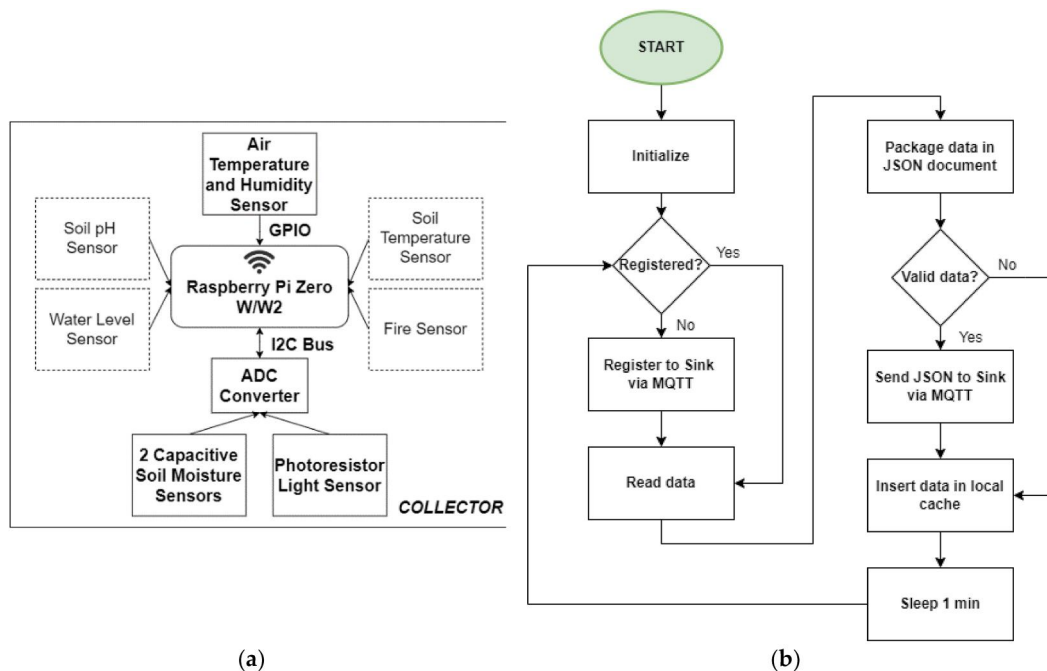 Air
Temperature
and Humidity
Sensor
GPIO
Soil pH
Sensor
Soil
Temperature
Sensor
Raspberry Pi Zero
W/W2
Water Level
Sensor
Fire Sensor
I2C Bus
ADC
Converter
2 Capacitive
Soil Moisture
Sensors
Photoresistor
Light Sensor
COLLECTOR
(a)
START
Initialize
Registered?
Yes
No
Register to Sink
via MQTT
Read data
Package data in
JSON document
Valid data?
No
Yes
Send JSON to Sink
via MQTT
Insert data in local
cache
Sleep 1 min
(b)